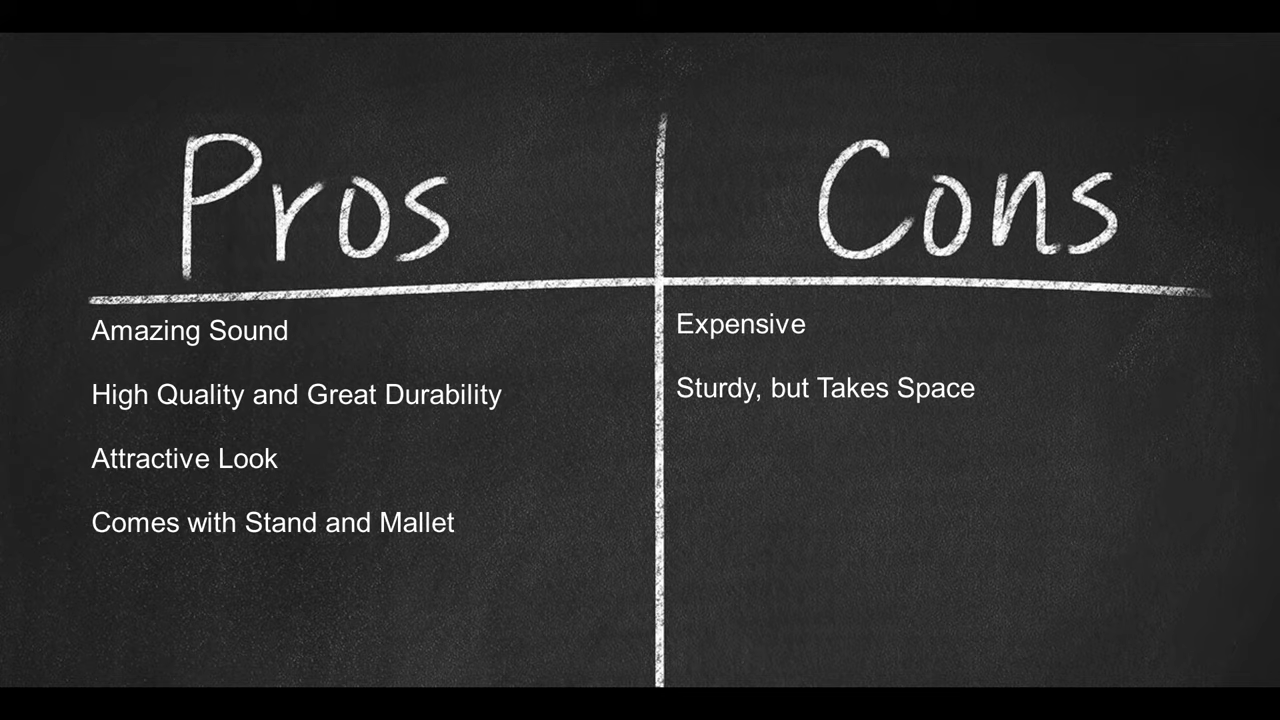 Pros
Cons
Amazing Sound
High Quality and Great Durability
Attractive Look
Comes with Stand and Mallet
Expensive
Sturdy, but Takes Space